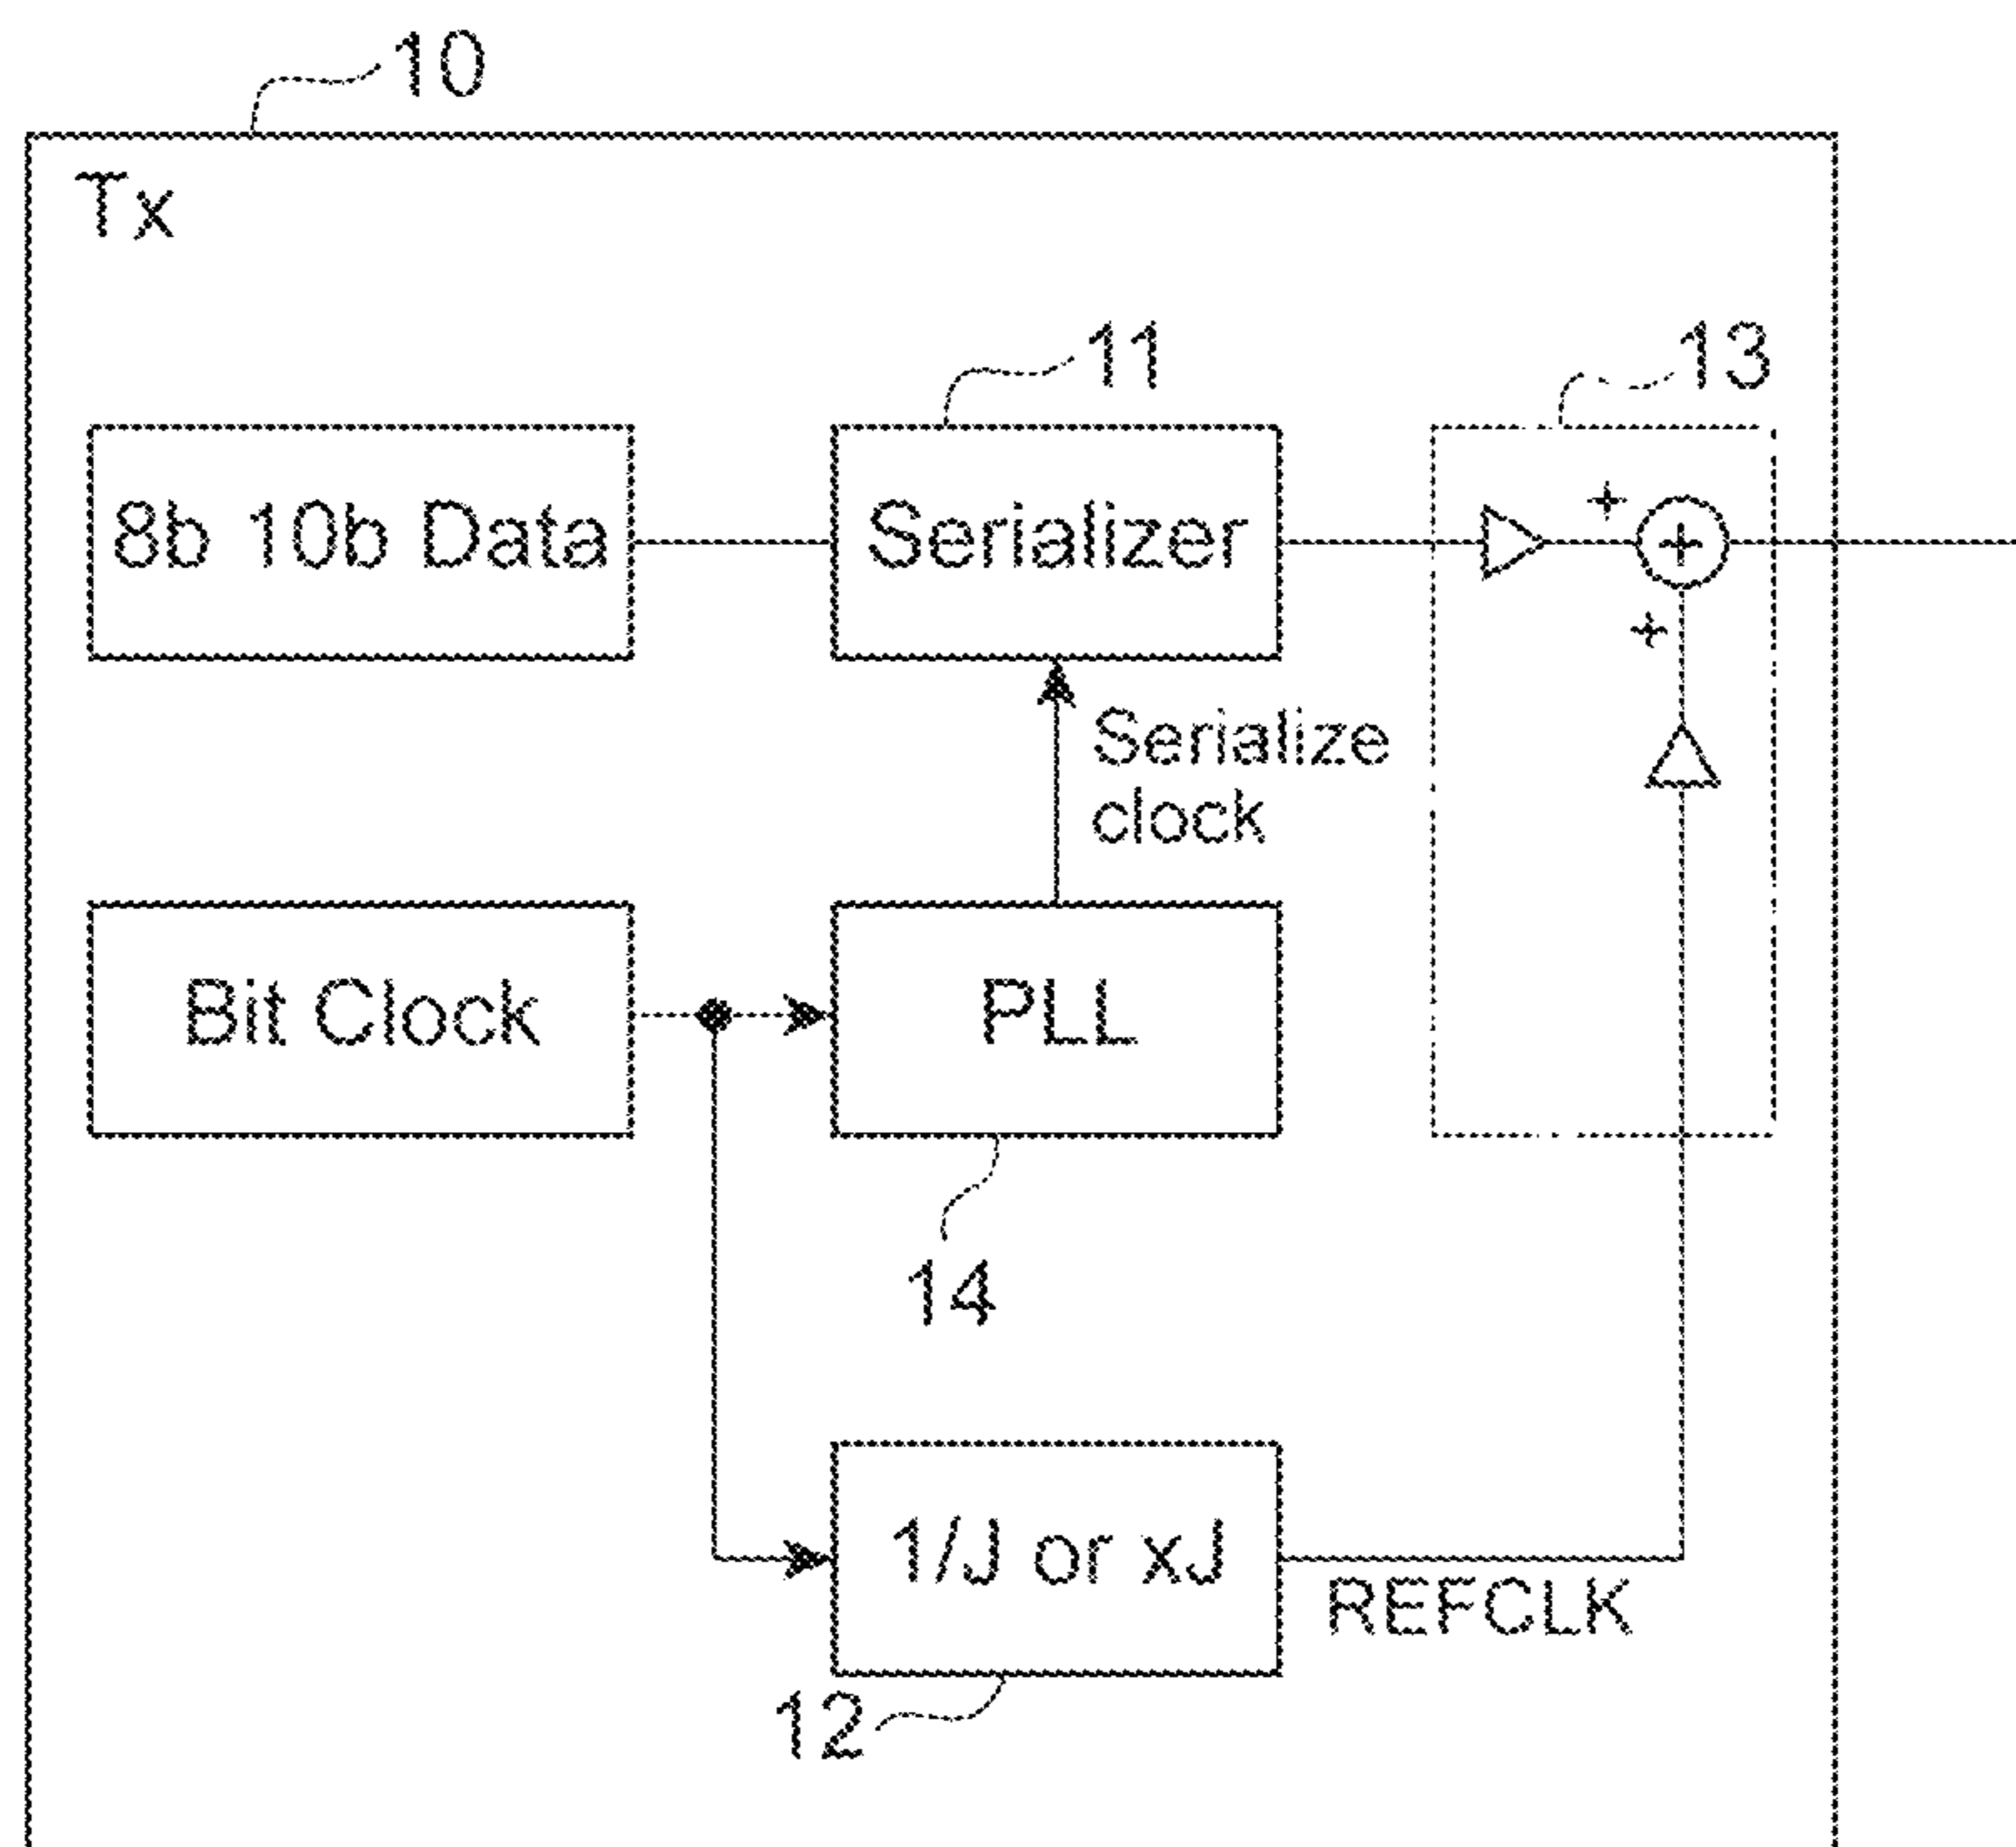 10
Tx
11
13
8b 10b Data
Serializer
+
+
+
Serialize
clock
Bit Clock
PLL
14
1/J or xJ
REFCLK
12